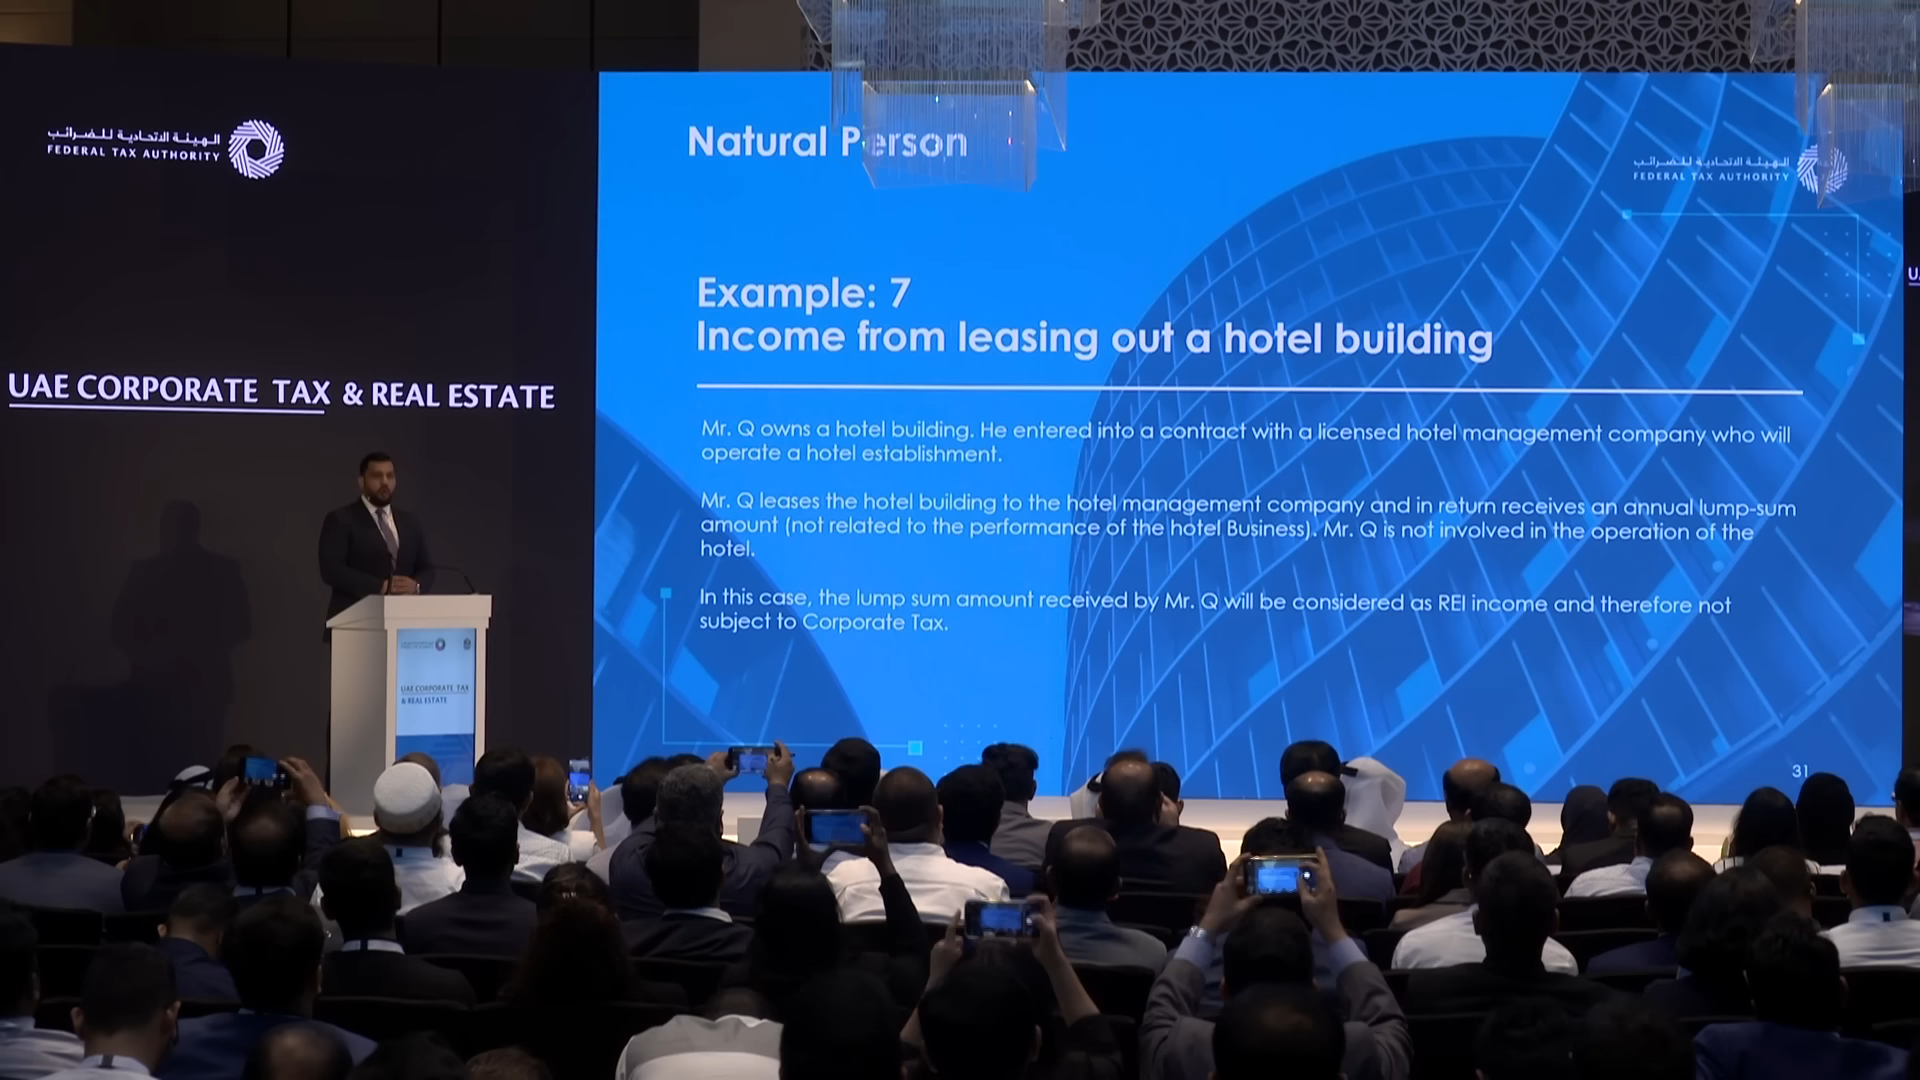 الهيئة الاتحادية للضرائب
FEDERAL TAX AUTHORITY
UAE CORPORATE TAX & REAL ESTATE
Natural Person
الهيئة الاتحادية للضرائب
FEDERAL TAX AUTHORITY
Example: 7
Income from leasing out a hotel building
Mr. Q owns a hotel building. He entered into a contract with a licensed hotel management company who will
operate a hotel establishment.
Mr. Q leases the hotel building to the hotel management company and in return receives an annual lump-sum
amount (not related to the performance of the hotel Business). Mr. Q is not involved in the operation of the
hotel.
In this case, the lump sum amount received by Mr. Q will be considered as REI income and therefore not
subject to Corporate Tax.
31
UAE CORPORATE TAX
& REAL ESTATE